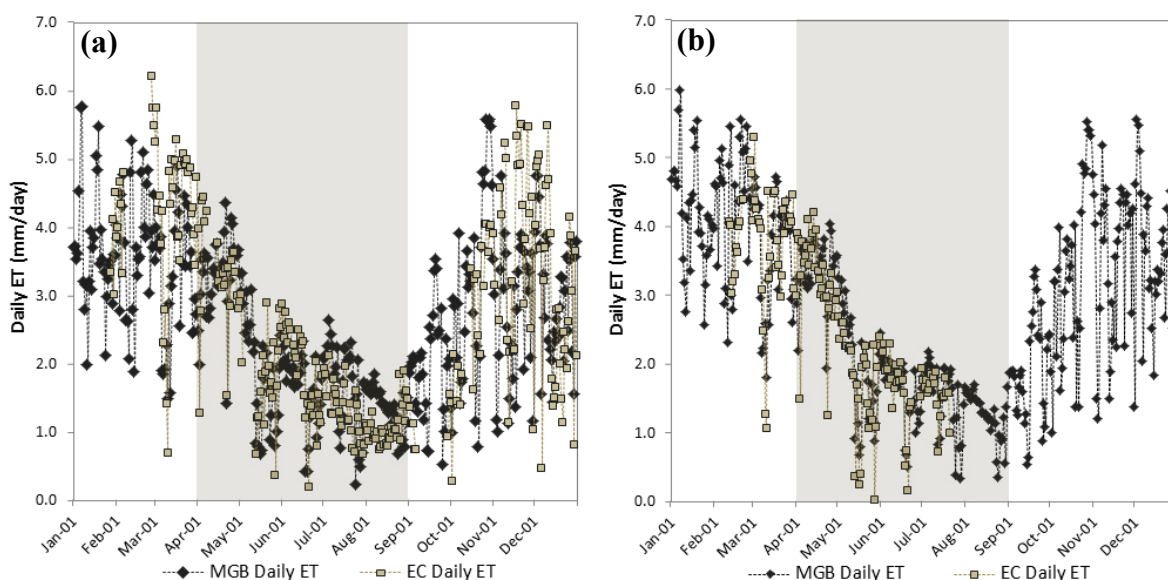 (a)
Daily ET (mm/day)
7.0
6.0
5.0
4.0
3.0
2.0
1.0
0.0
Jan-01
Feb-01
Mar-01
Apr-01
May-01
Jun-01
Jul-01
Aug-01
Sep-01
Oct-01
Nov-01
Dec-01
MGB Daily ET
EC Daily ET
(b)
Daily ET (mm/day)
7.0
6.0
5.0
4.0
3.0
2.0
1.0
0.0
Jan-01
Feb-01
Mar-01
Apr-01
May-01
Jun-01
Jul-01
Aug-01
Sep-01
Oct-01
Nov-01
Dec-01
MGB Daily ET
EC Daily ET